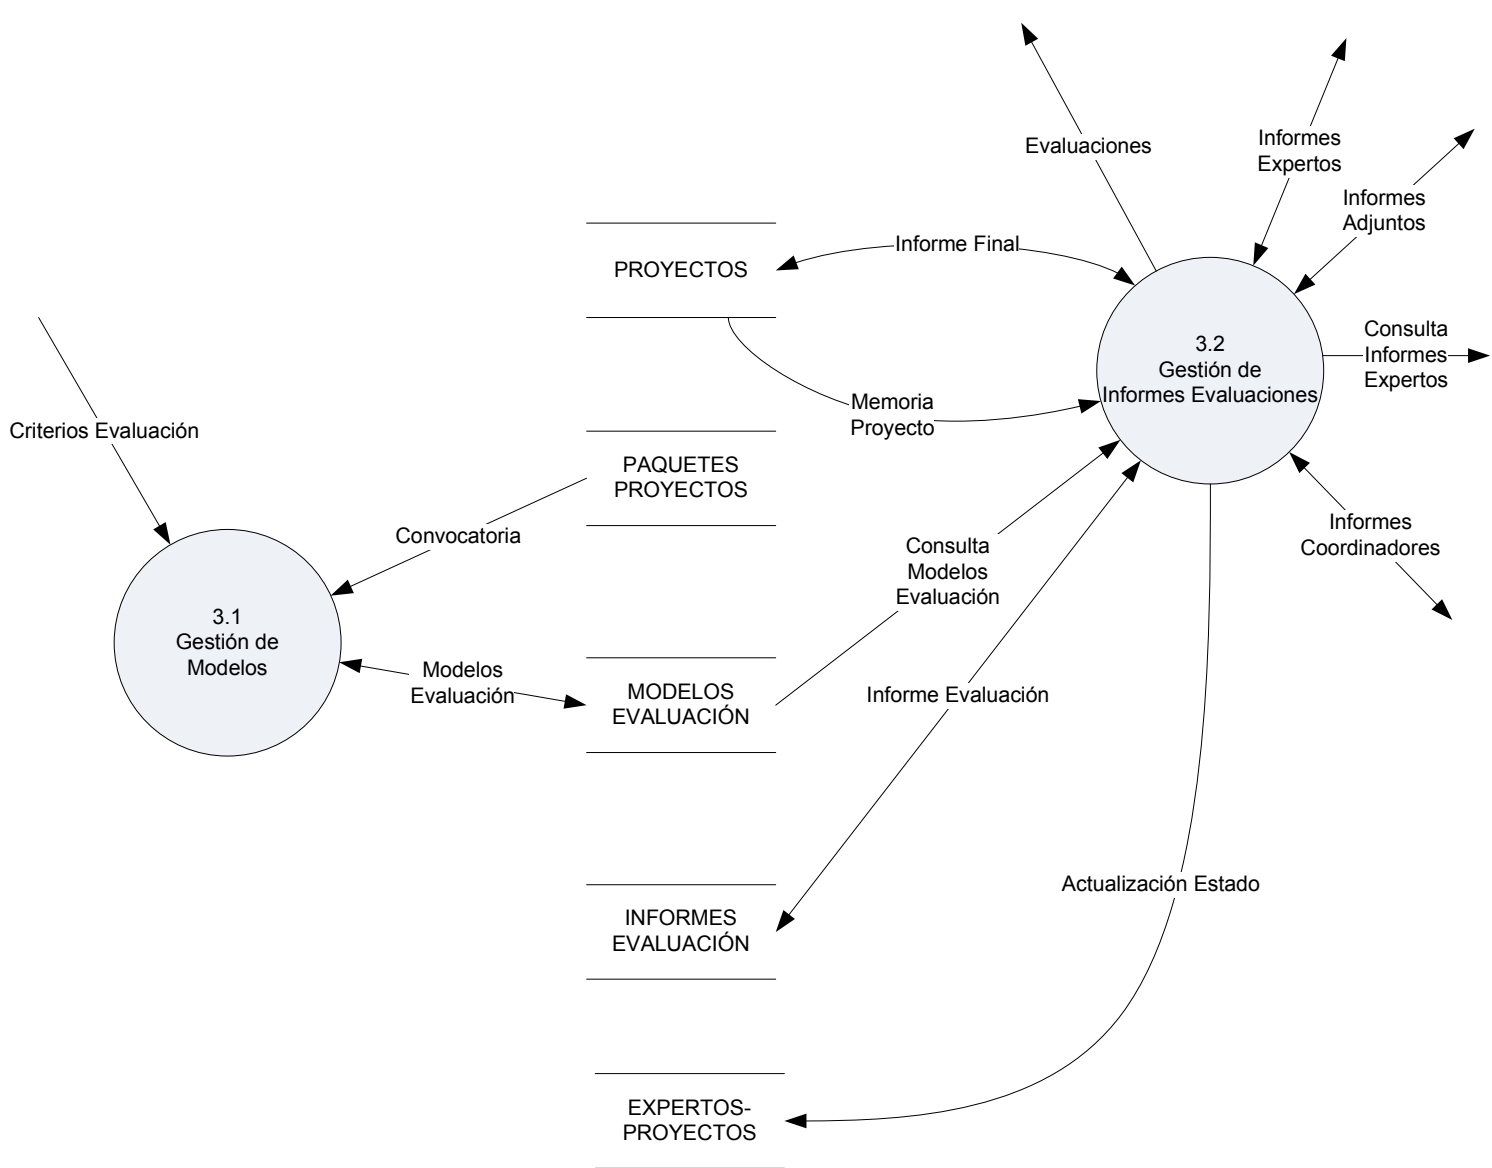 Evaluaciones
Informes
Expertos
Informes
Adjuntos
Informe Final
PROYECTOS
Consulta
Informes
Expertos
3.2
Gestión de
Informes Evaluaciones
Memoria
Proyecto
Criterios Evaluación
PAQUETES
PROYECTOS
Convocatoria
Informes
Coordinadores
Consulta
Modelos
Evaluación
3.1
Gestión de
Modelos
Modelos
Evaluación
MODELOS
EVALUACIÓN
Informe Evaluación
Actualización Estado
INFORMES
EVALUACIÓN
EXPERTOS-
PROYECTOS